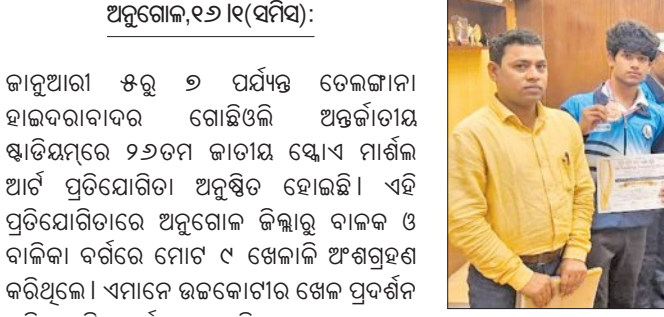 ଅନୁଗୋଳ,୧୬।୧(ସମିସ):
ଜାନୁଆରୀ ୫ରୁ ୭ ପର୍ଯ୍ୟନ୍ତ ତେଲଙ୍ଗାନା
ହାଇଦରାବାଦର ଗୋଛିଓଲି ଅନ୍ତର୍ଜାତୀୟ
ଷ୍ଟାଡିୟମ୍‌ରେ ୨୬ତମ ଜାତୀୟ ସ୍କୋଏ ମାର୍ଶଲ
ଆର୍ଟ ପ୍ରତିଯୋଗିତା ଅନୁଷ୍ଠିତ ହୋଇଛି। ଏହି
ପ୍ରତିଯୋଗିତାରେ ଅନୁଗୋଳ ଜିଲ୍ଲାରୁ ବାଳକ ଓ
ବାଳିକା ବର୍ଗରେ ମୋଟ ୯ ଖେଳାଳି ଅଂଶଗ୍ରହଣ
କରିଥିଲେ। ଏମାନେ ଉଚ୍ଚକୋଟୀର ଖେଳ ପ୍ରଦର୍ଶନ